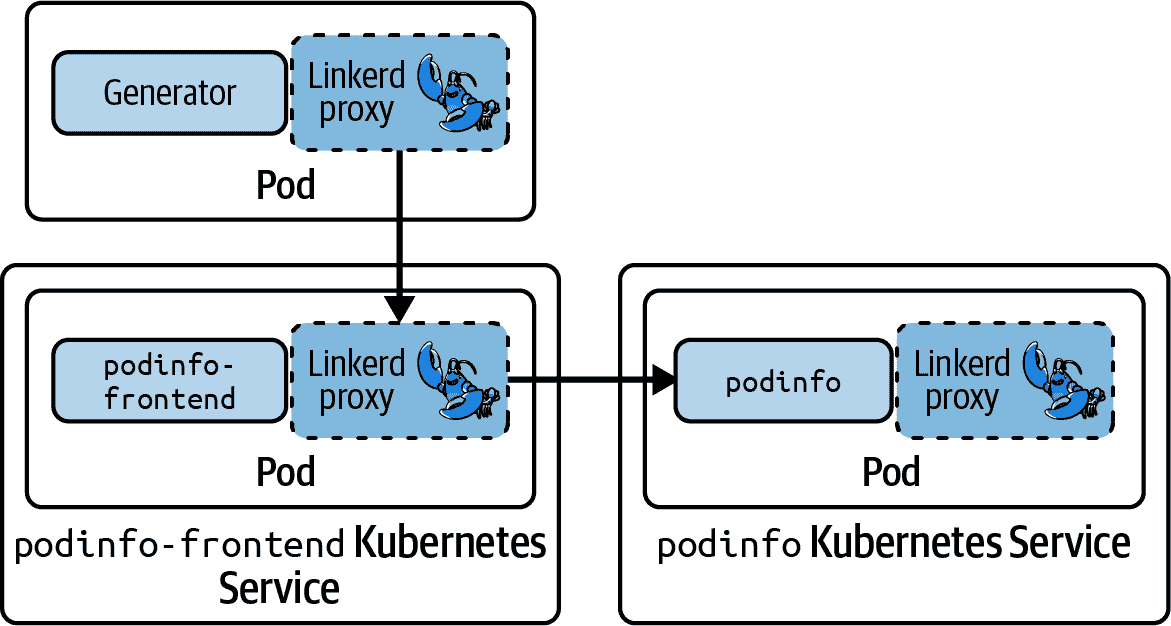 Generator
Linkerd
proxy
Pod
podinfo-
frontend
Linkerd
proxy
Pod
podinfo-frontend Kubernetes
Service
podinfo
Linkerd
proxy
Pod
podinfo Kubernetes Service